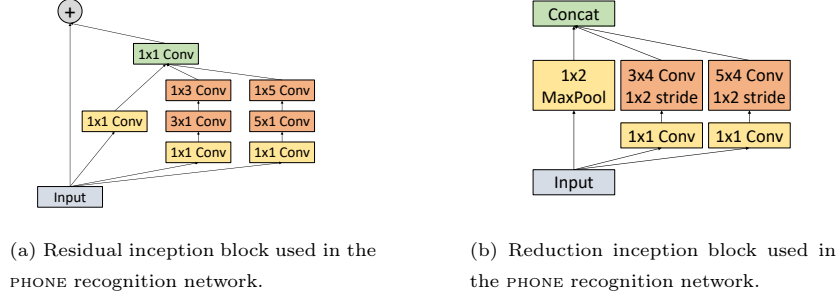 +
1x1 Conv
1x3 Conv
1x5 Conv
1x1 Conv
3x1 Conv
5x1 Conv
1x1 Conv
1x1 Conv
Input
(a) Residual inception block used in the
PHONE recognition network.
Concat
1x2
MaxPool
3x4 Conv
1x2 stride
5x4 Conv
1x2 stride
1x1 Conv
1x1 Conv
Input
(b) Reduction inception block used in
the PHONE recognition network.